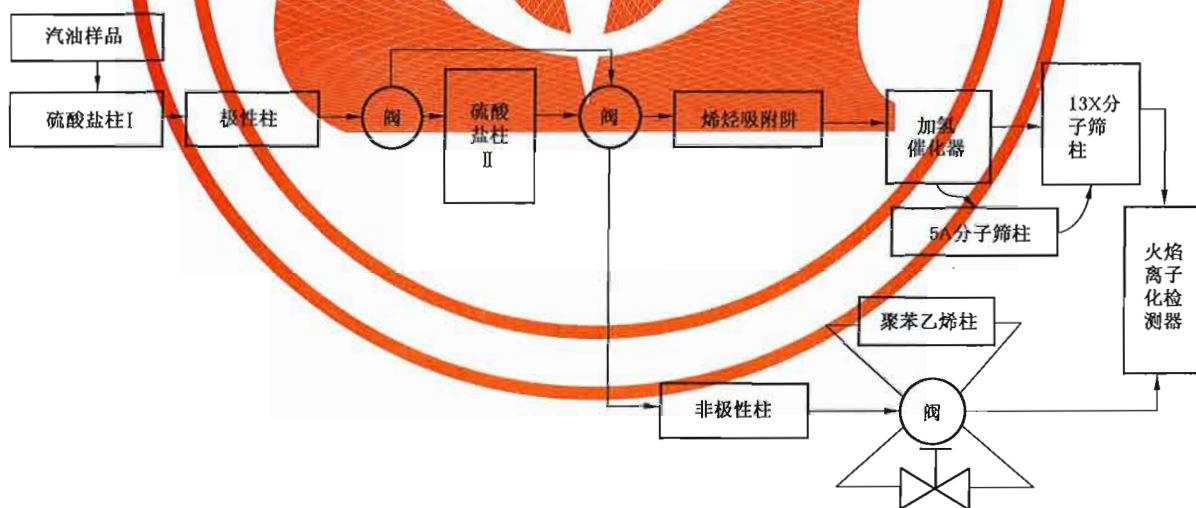 汽油样品
硫酸盐柱Ⅰ
极性柱
阀
硫酸
盐柱
Ⅱ
阀
烯烃吸附阱
加氢
催化器
13X分
子筛
柱
5A分子筛柱
火焰
离子
化检
测器
聚苯乙烯柱
非极性柱
阀